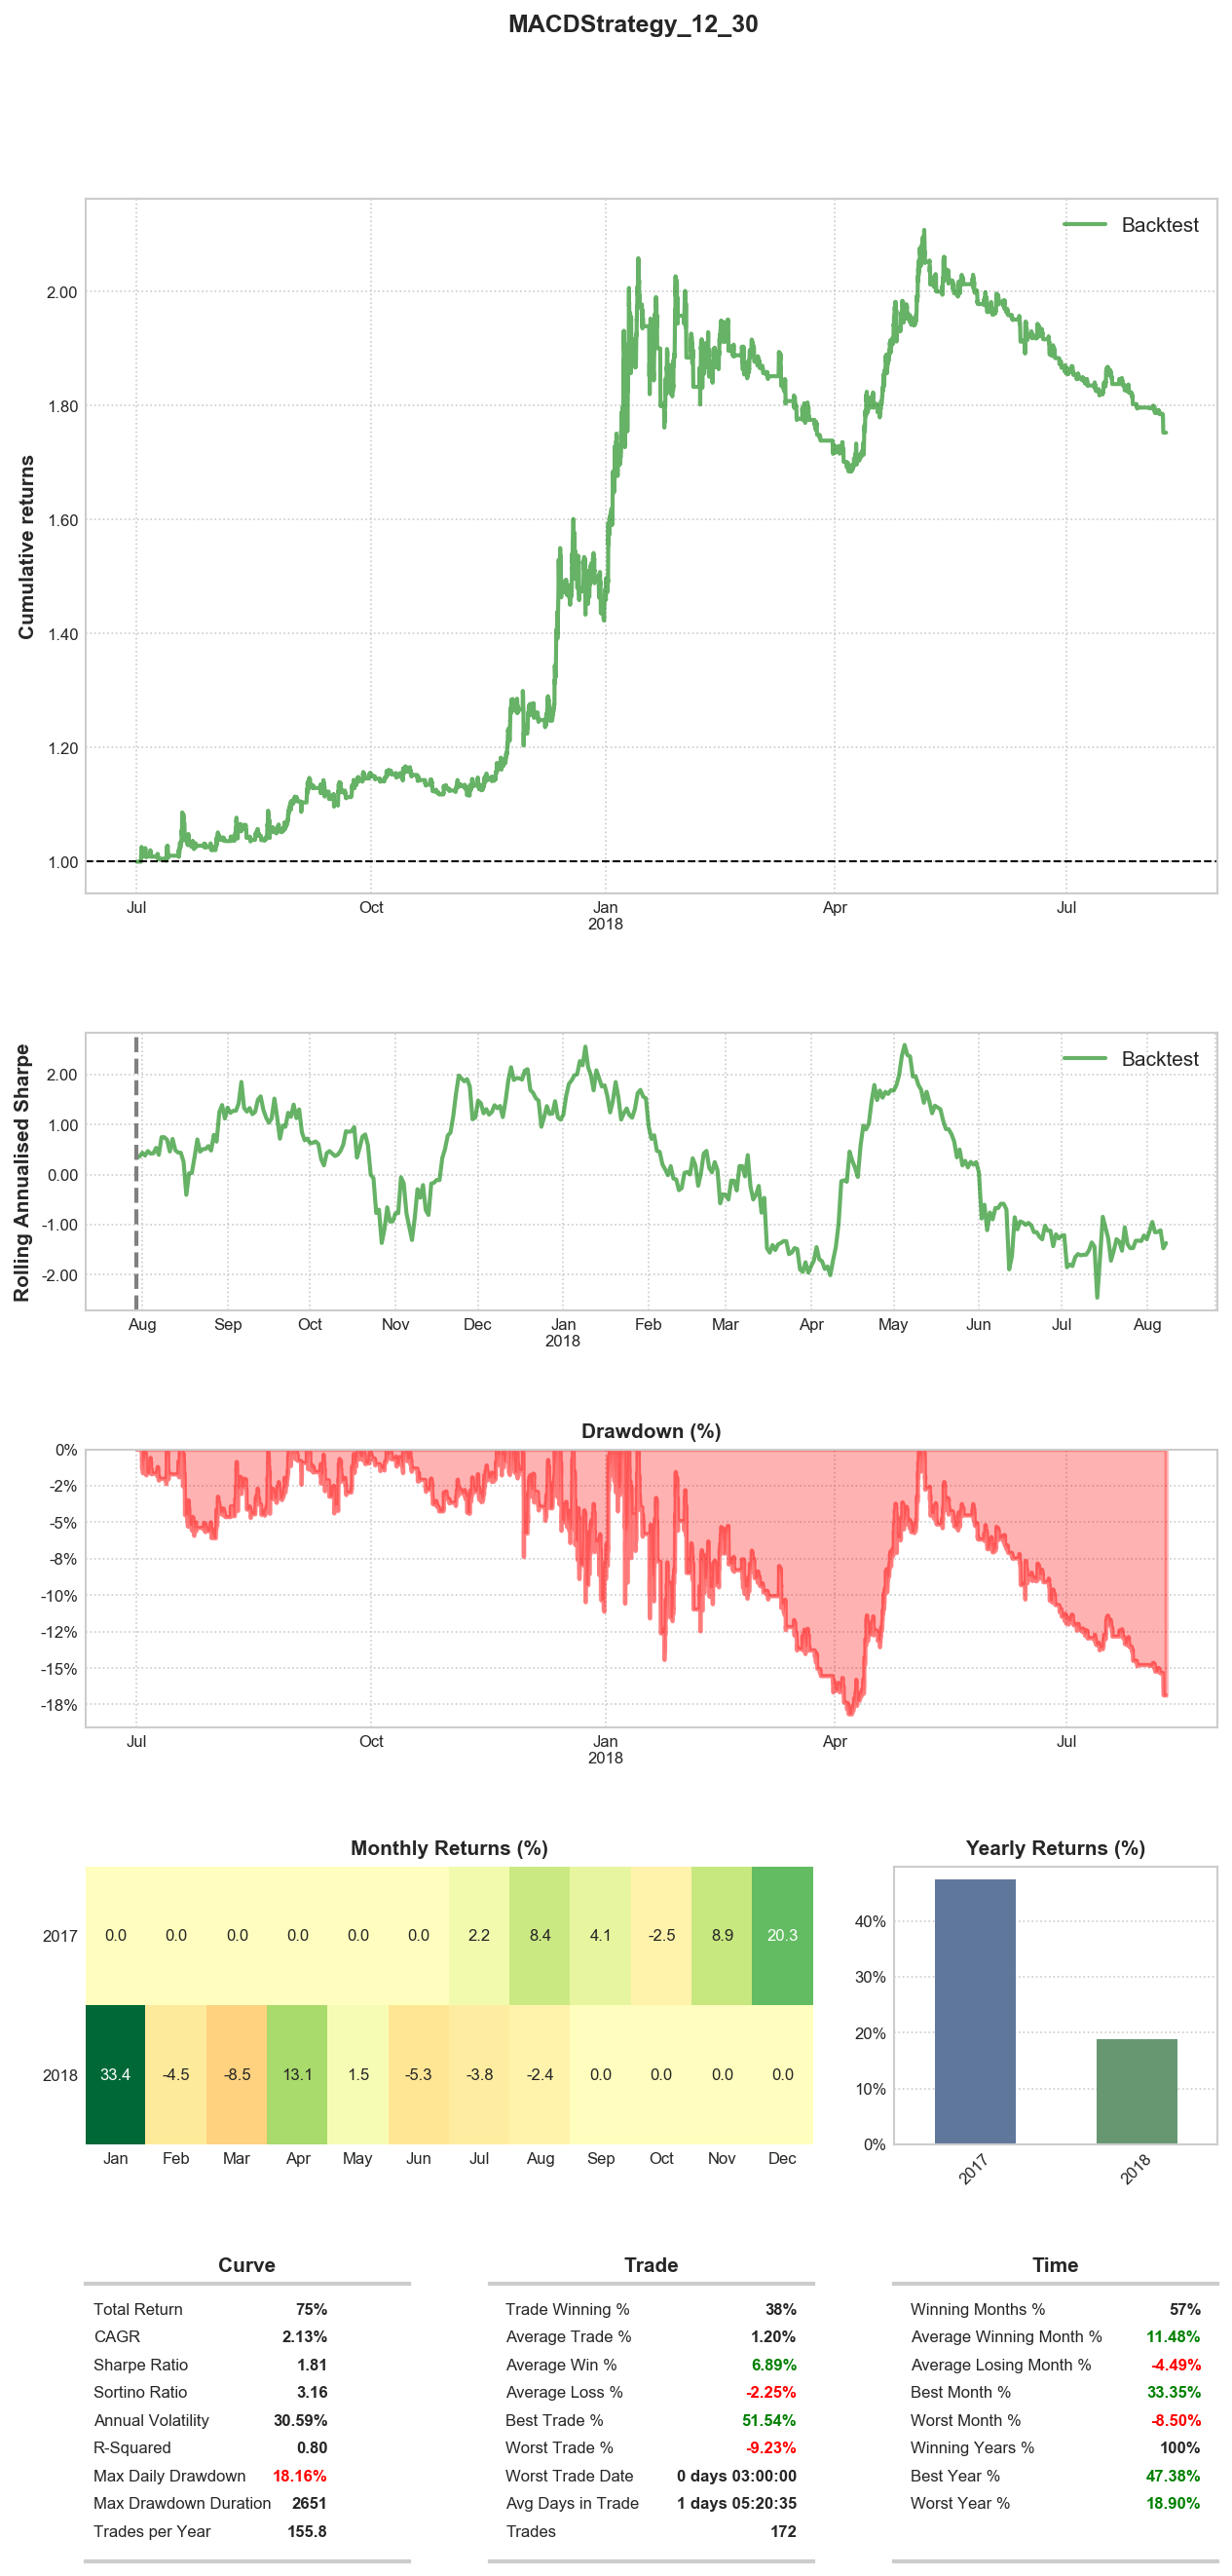 MACDStrategy_12_30
Backtest
Cumulative returns
2.00
1.80
1.60
1.40
1.20
1.00
Jul Oct Jan Apr Jul
2018
Backtest
Rolling Annualised Sharpe
2.00
1.00
0.00
-1.00
-2.00
Aug Sep Oct Nov Dec Jan Feb Mar Apr May Jun Jul Aug
2018
Drawdown (%)
0%
-2%
-5%
-8%
-10%
-12%
-15%
-18%
Jul Oct Jan Apr Jul
2018
Monthly Returns (%)
2017 0.0 0.0 0.0 0.0 0.0 0.0 2.2 8.4 4.1 -2.5 8.9 20.3
2018 33.4 -4.5 -8.5 13.1 1.5 -5.3 -3.8 -2.4 0.0 0.0 0.0 0.0
Jan Feb Mar Apr May Jun Jul Aug Sep Oct Nov Dec
Yearly Returns (%)
40%
30%
20%
10%
0%
2017 2018
Curve
Total Return 75%
CAGR 2.13%
Sharpe Ratio 1.81
Sortino Ratio 3.16
Annual Volatility 30.59%
R-Squared 0.80
Max Daily Drawdown 18.16%
Max Drawdown Duration 2651
Trades per Year 155.8
Trade
Trade Winning % 38%
Average Trade % 1.20%
Average Win % 6.89%
Average Loss % -2.25%
Best Trade % 51.54%
Worst Trade % -9.23%
Worst Trade Date 0 days 03:00:00
Avg Days in Trade 1 days 05:20:35
Trades 172
Time
Winning Months % 57%
Average Winning Month % 11.48%
Average Losing Month % -4.49%
Best Month % 33.35%
Worst Month % -8.50%
Winning Years % 100%
Best Year % 47.38%
Worst Year % 18.90%